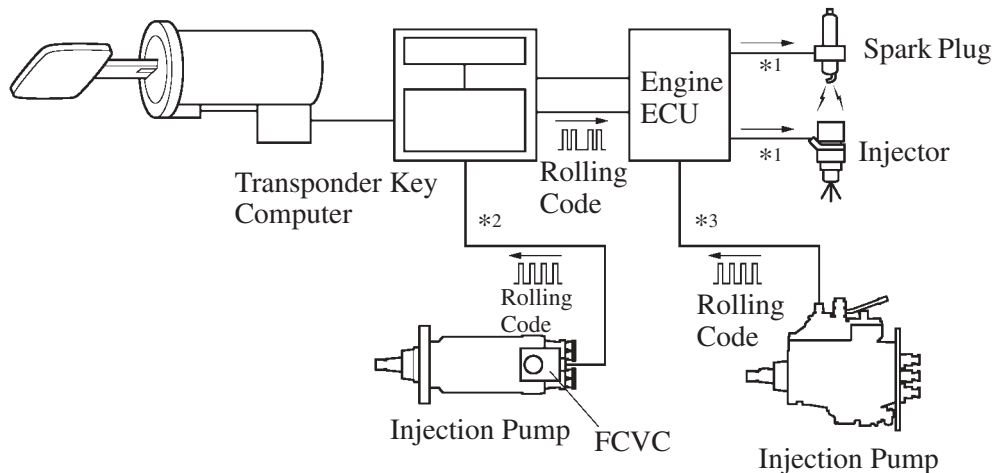 Spark Plug
*1
Engine
ECU
*1
Injector
Rolling
Code
Transponder Key
Computer
*2
*3
Rolling
Code
Rolling
Code
Injection Pump
FCVC
Injection Pump